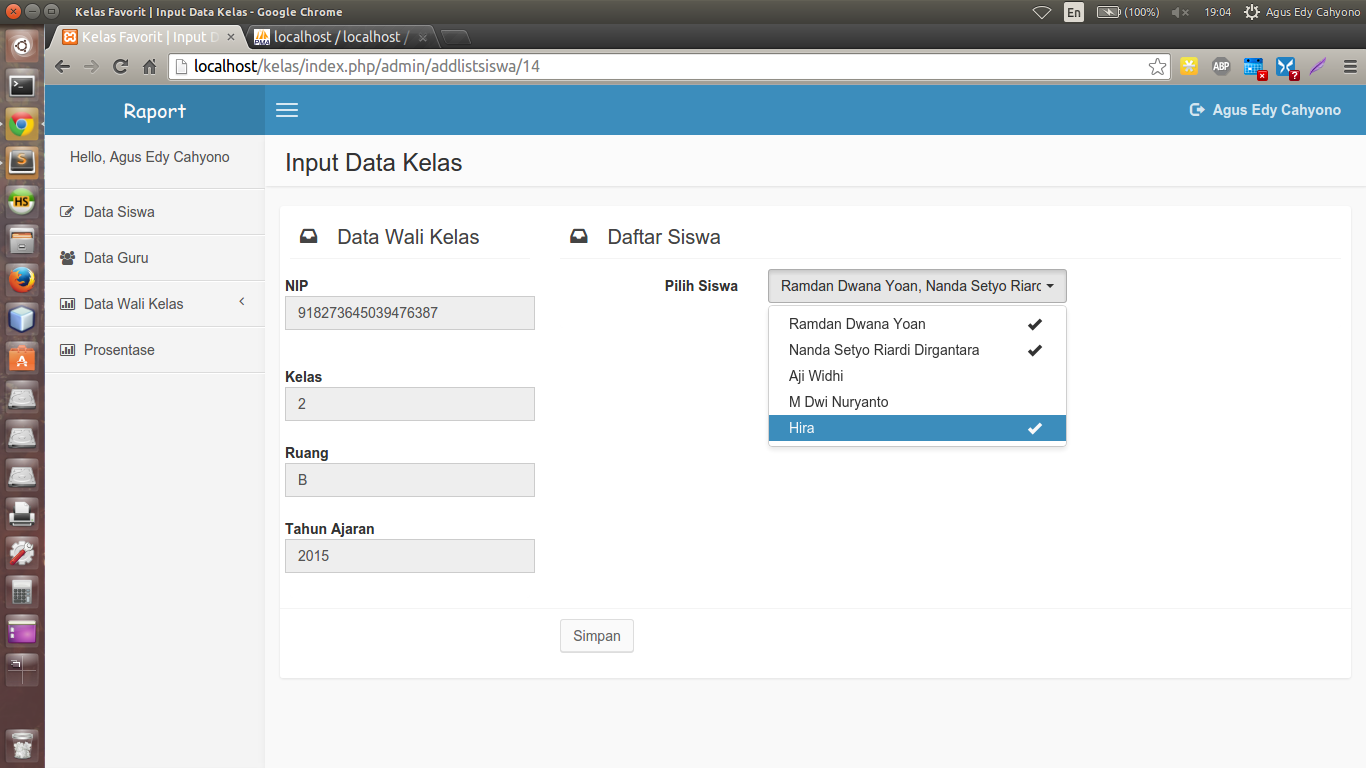 Kelas Favorit | Input Data Kelas - Google Chrome
En (100%) 19:04 Agus Edy Cahyono
Kelas Favorit | Input D
localhost / localhost /
localhost/kelas/index.php/admin/addlistsiswa/14
ABP
Raport
Agus Edy Cahyono
Hello, Agus Edy Cahyono
Data Siswa
Data Guru
Data Wali Kelas
Prosentase
Input Data Kelas
Data Wali Kelas
NIP
918273645039476387
Kelas
2
Ruang
B
Tahun Ajaran
2015
Daftar Siswa
Pilih Siswa
Ramdan Dwana Yoan, Nanda Setyo Riarc
Ramdan Dwana Yoan
Nanda Setyo Riardi Dirgantara
Aji Widhi
M Dwi Nuryanto
Hira
Simpan
HS
S
A
PMA